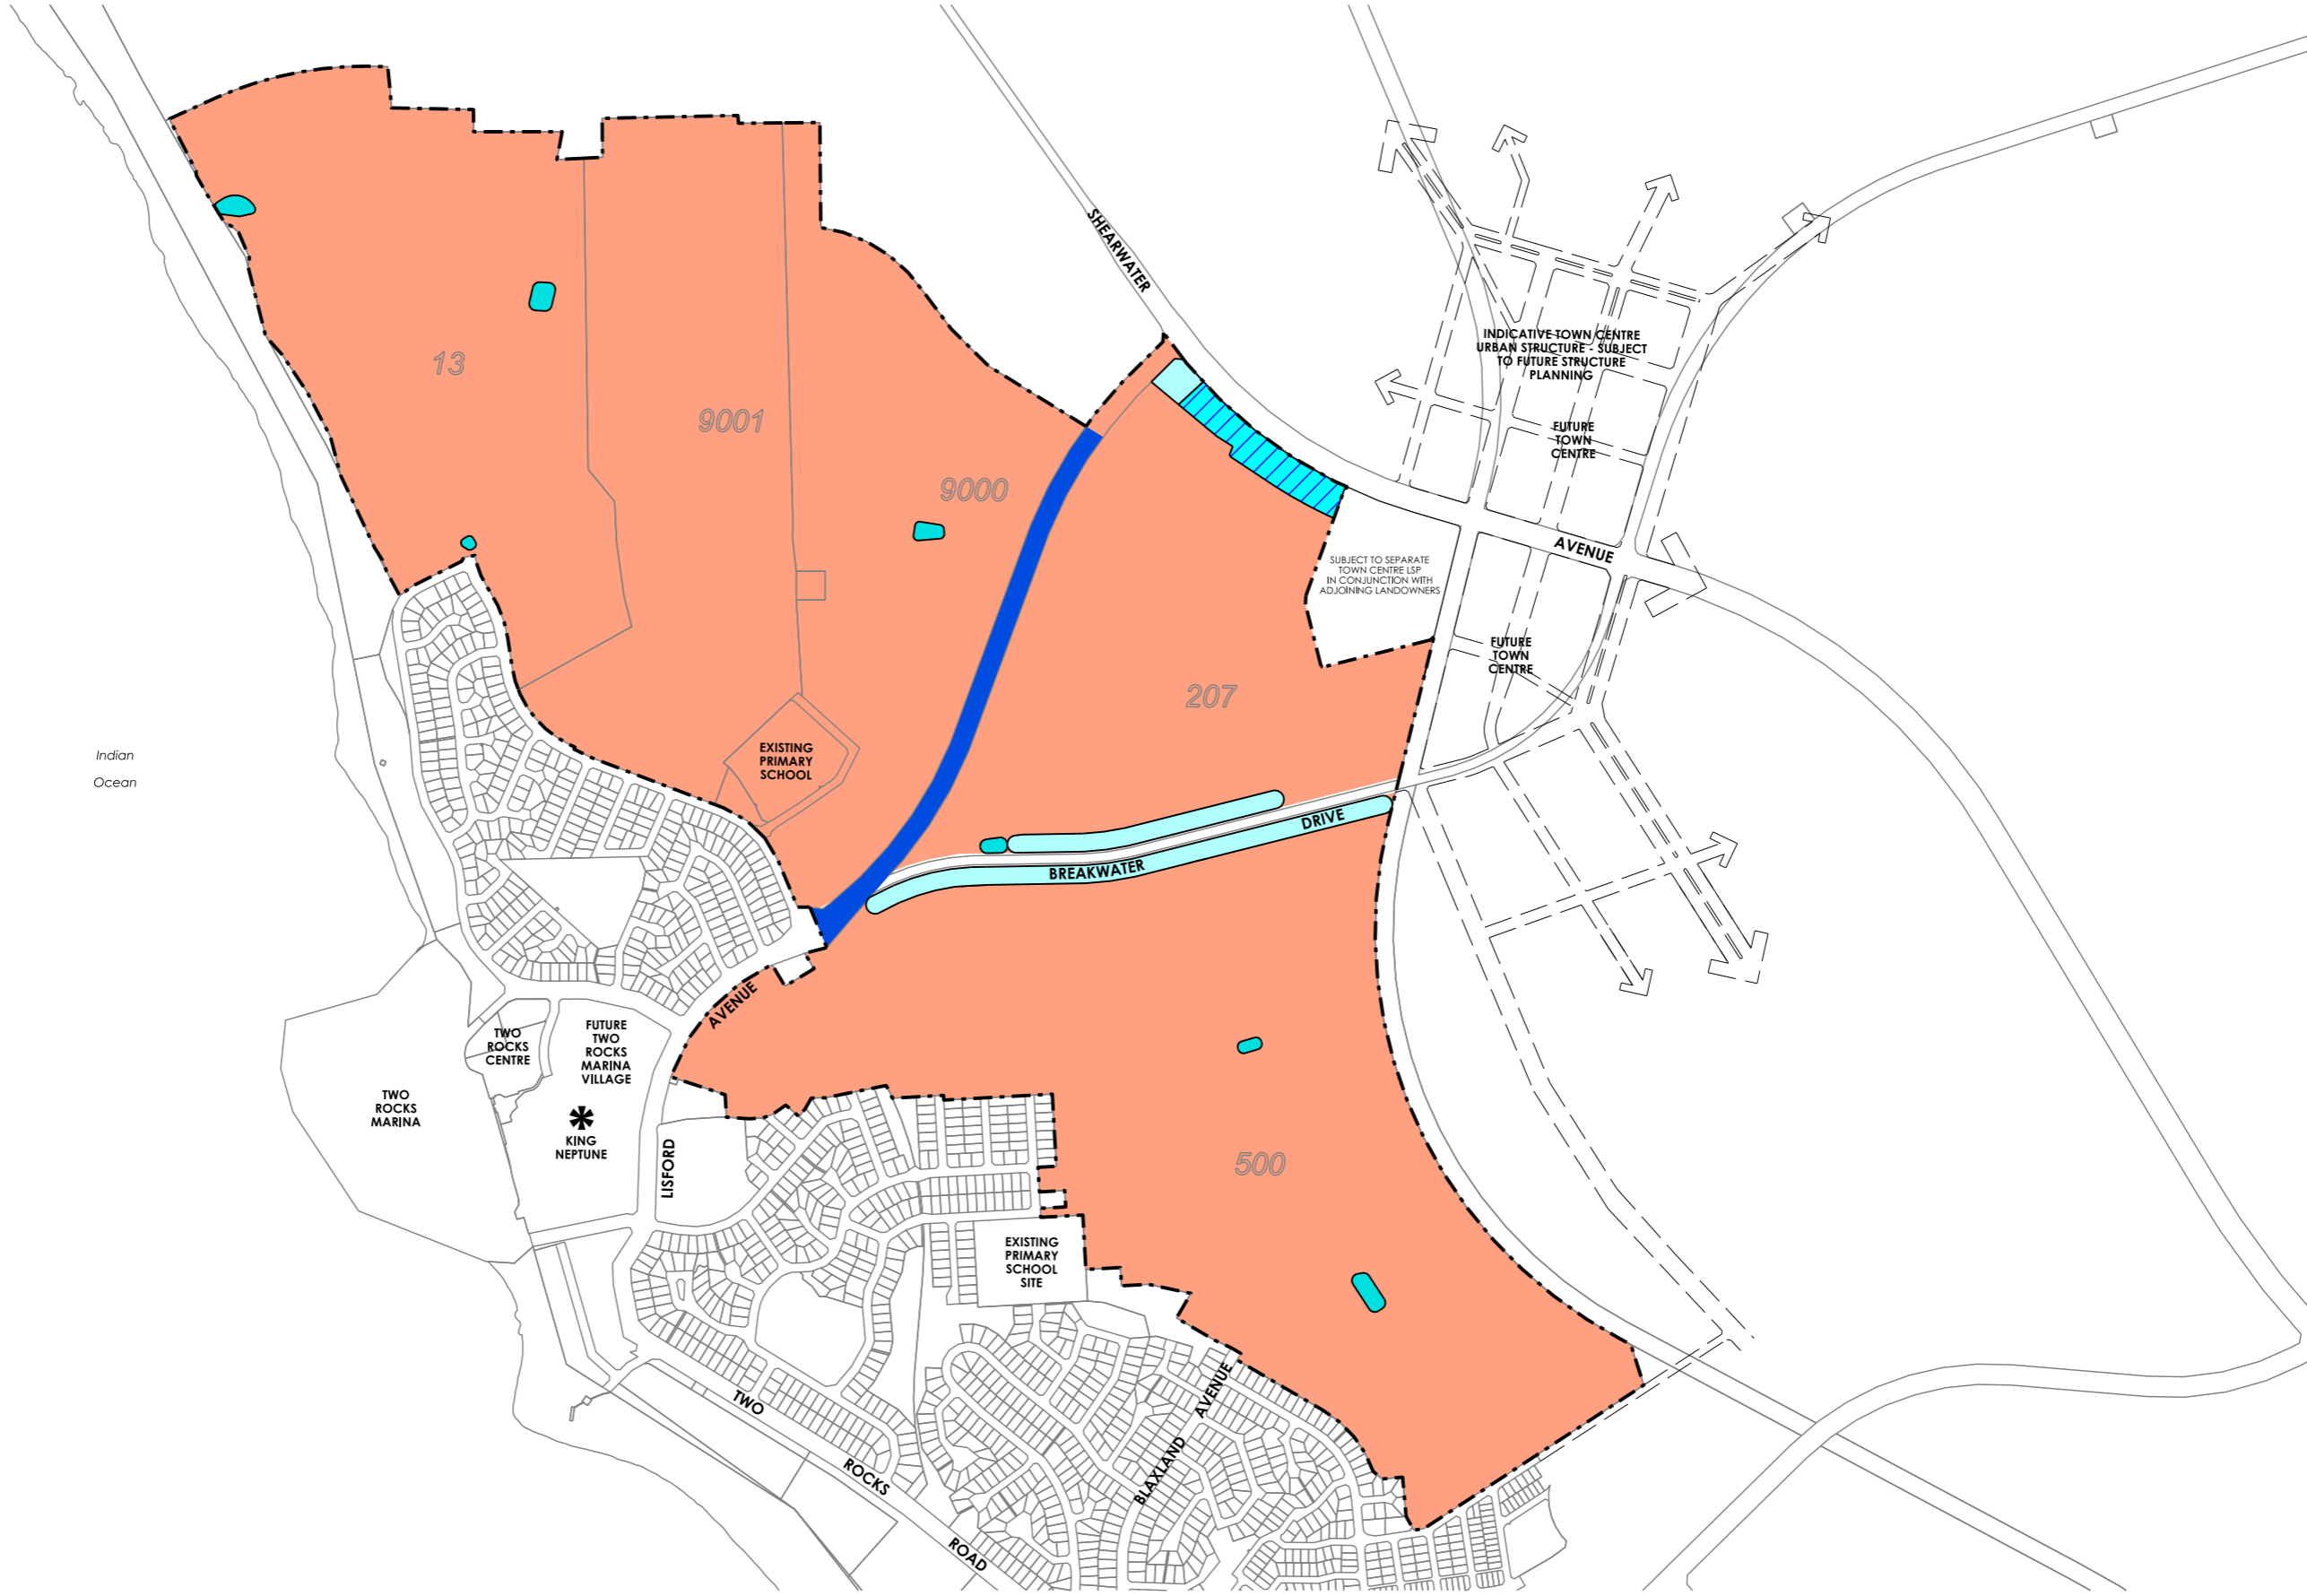 SHEARWATER
INDICATIVE TOWN CENTRE
URBAN STRUCTURE - SUBJECT
TO FUTURE STRUCTURE
PLANNING
13
9001
FUTURE
TOWN
CENTRE
9000
AVENUE
SUBJECT TO SEPARATE
TOWN CENTRE LSP
IN CONJUNCTION WITH
ADJOINING LANDOWNERS
FUTURE
TOWN
CENTRE
207
Indian
Ocean
EXISTING
PRIMARY
SCHOOL
DRIVE
BREAKWATER
AVENUE
TWO
ROCKS
CENTRE
FUTURE
TWO
ROCKS
MARINA
VILLAGE
TWO
ROCKS
MARINA
KING
NEPTUNE
LISFORD
500
EXISTING
PRIMARY
SCHOOL
SITE
AVENUE
TWO
BLAXLAND
ROCKS
ROAD